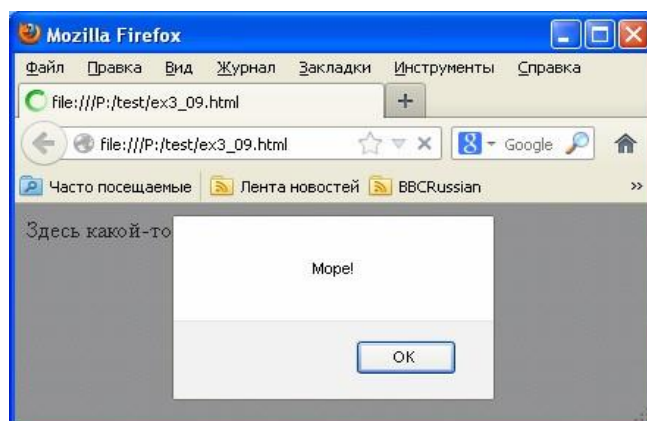 Mozilla Firefox
Файл Правка Вид Журнал Закладки Инструменты Справка
file:///P:/test/ex3_09.html +
file:///P:/test/ex3_09.html 8 Google
Часто посещаемые Лента новостей BBCRussian »
Здесь какой-то
Море!
OK